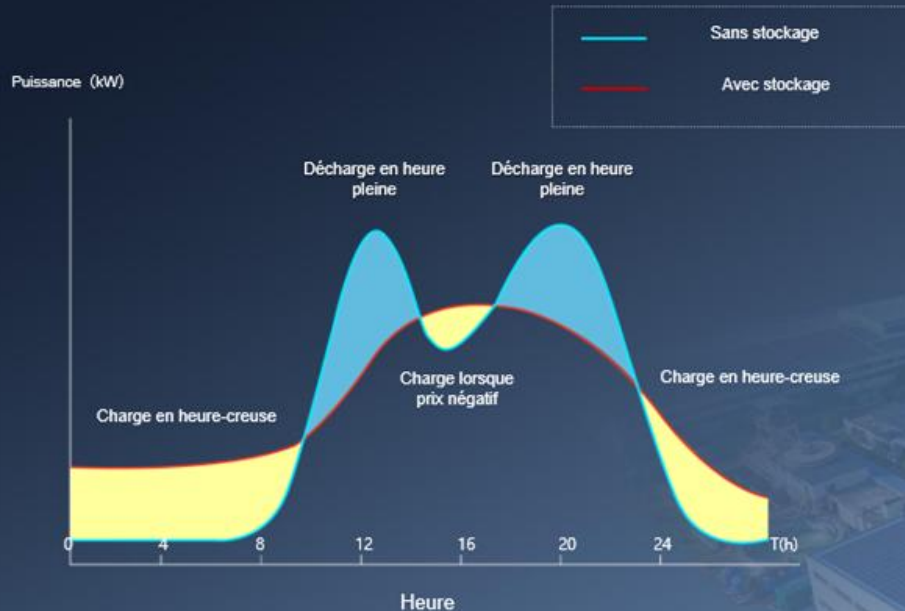 Sans stockage
Avec stockage
Puissance (kW)
Décharge en heure
pleine
Décharge en heure
pleine
Charge lorsque
prix négatif
Charge en heure-creuse
Charge en heure-creuse
0 4 8 12 16 20 24 T(h)
Heure